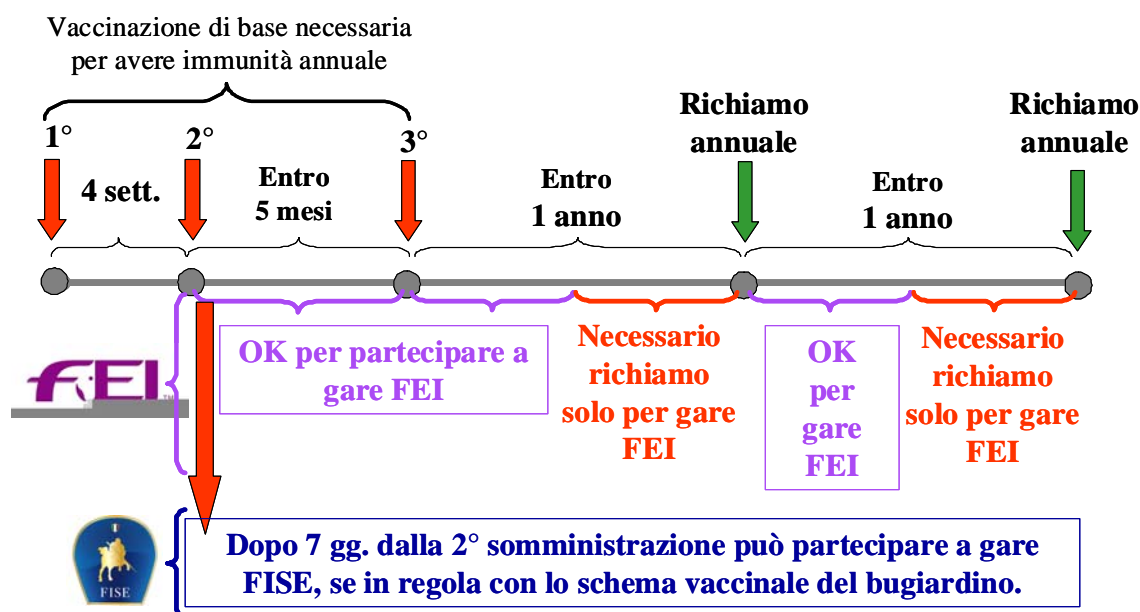 Vaccinazione di base necessaria
per avere immunità annuale
1°
2°
3°
Richiamo
annuale
Richiamo
annuale
4 sett.
Entro
5 mesi
Entro
1 anno
Entro
1 anno
FEI
TM
OK per partecipare a
gare FEI
Necessario
richiamo
solo per gare
FEI
OK
per
gare
FEI
Necessario
richiamo
solo per gare
FEI
FISE
Dopo 7 gg. dalla 2° somministrazione può partecipare a gare
FISE, se in regola con lo schema vaccinale del bugiardino.